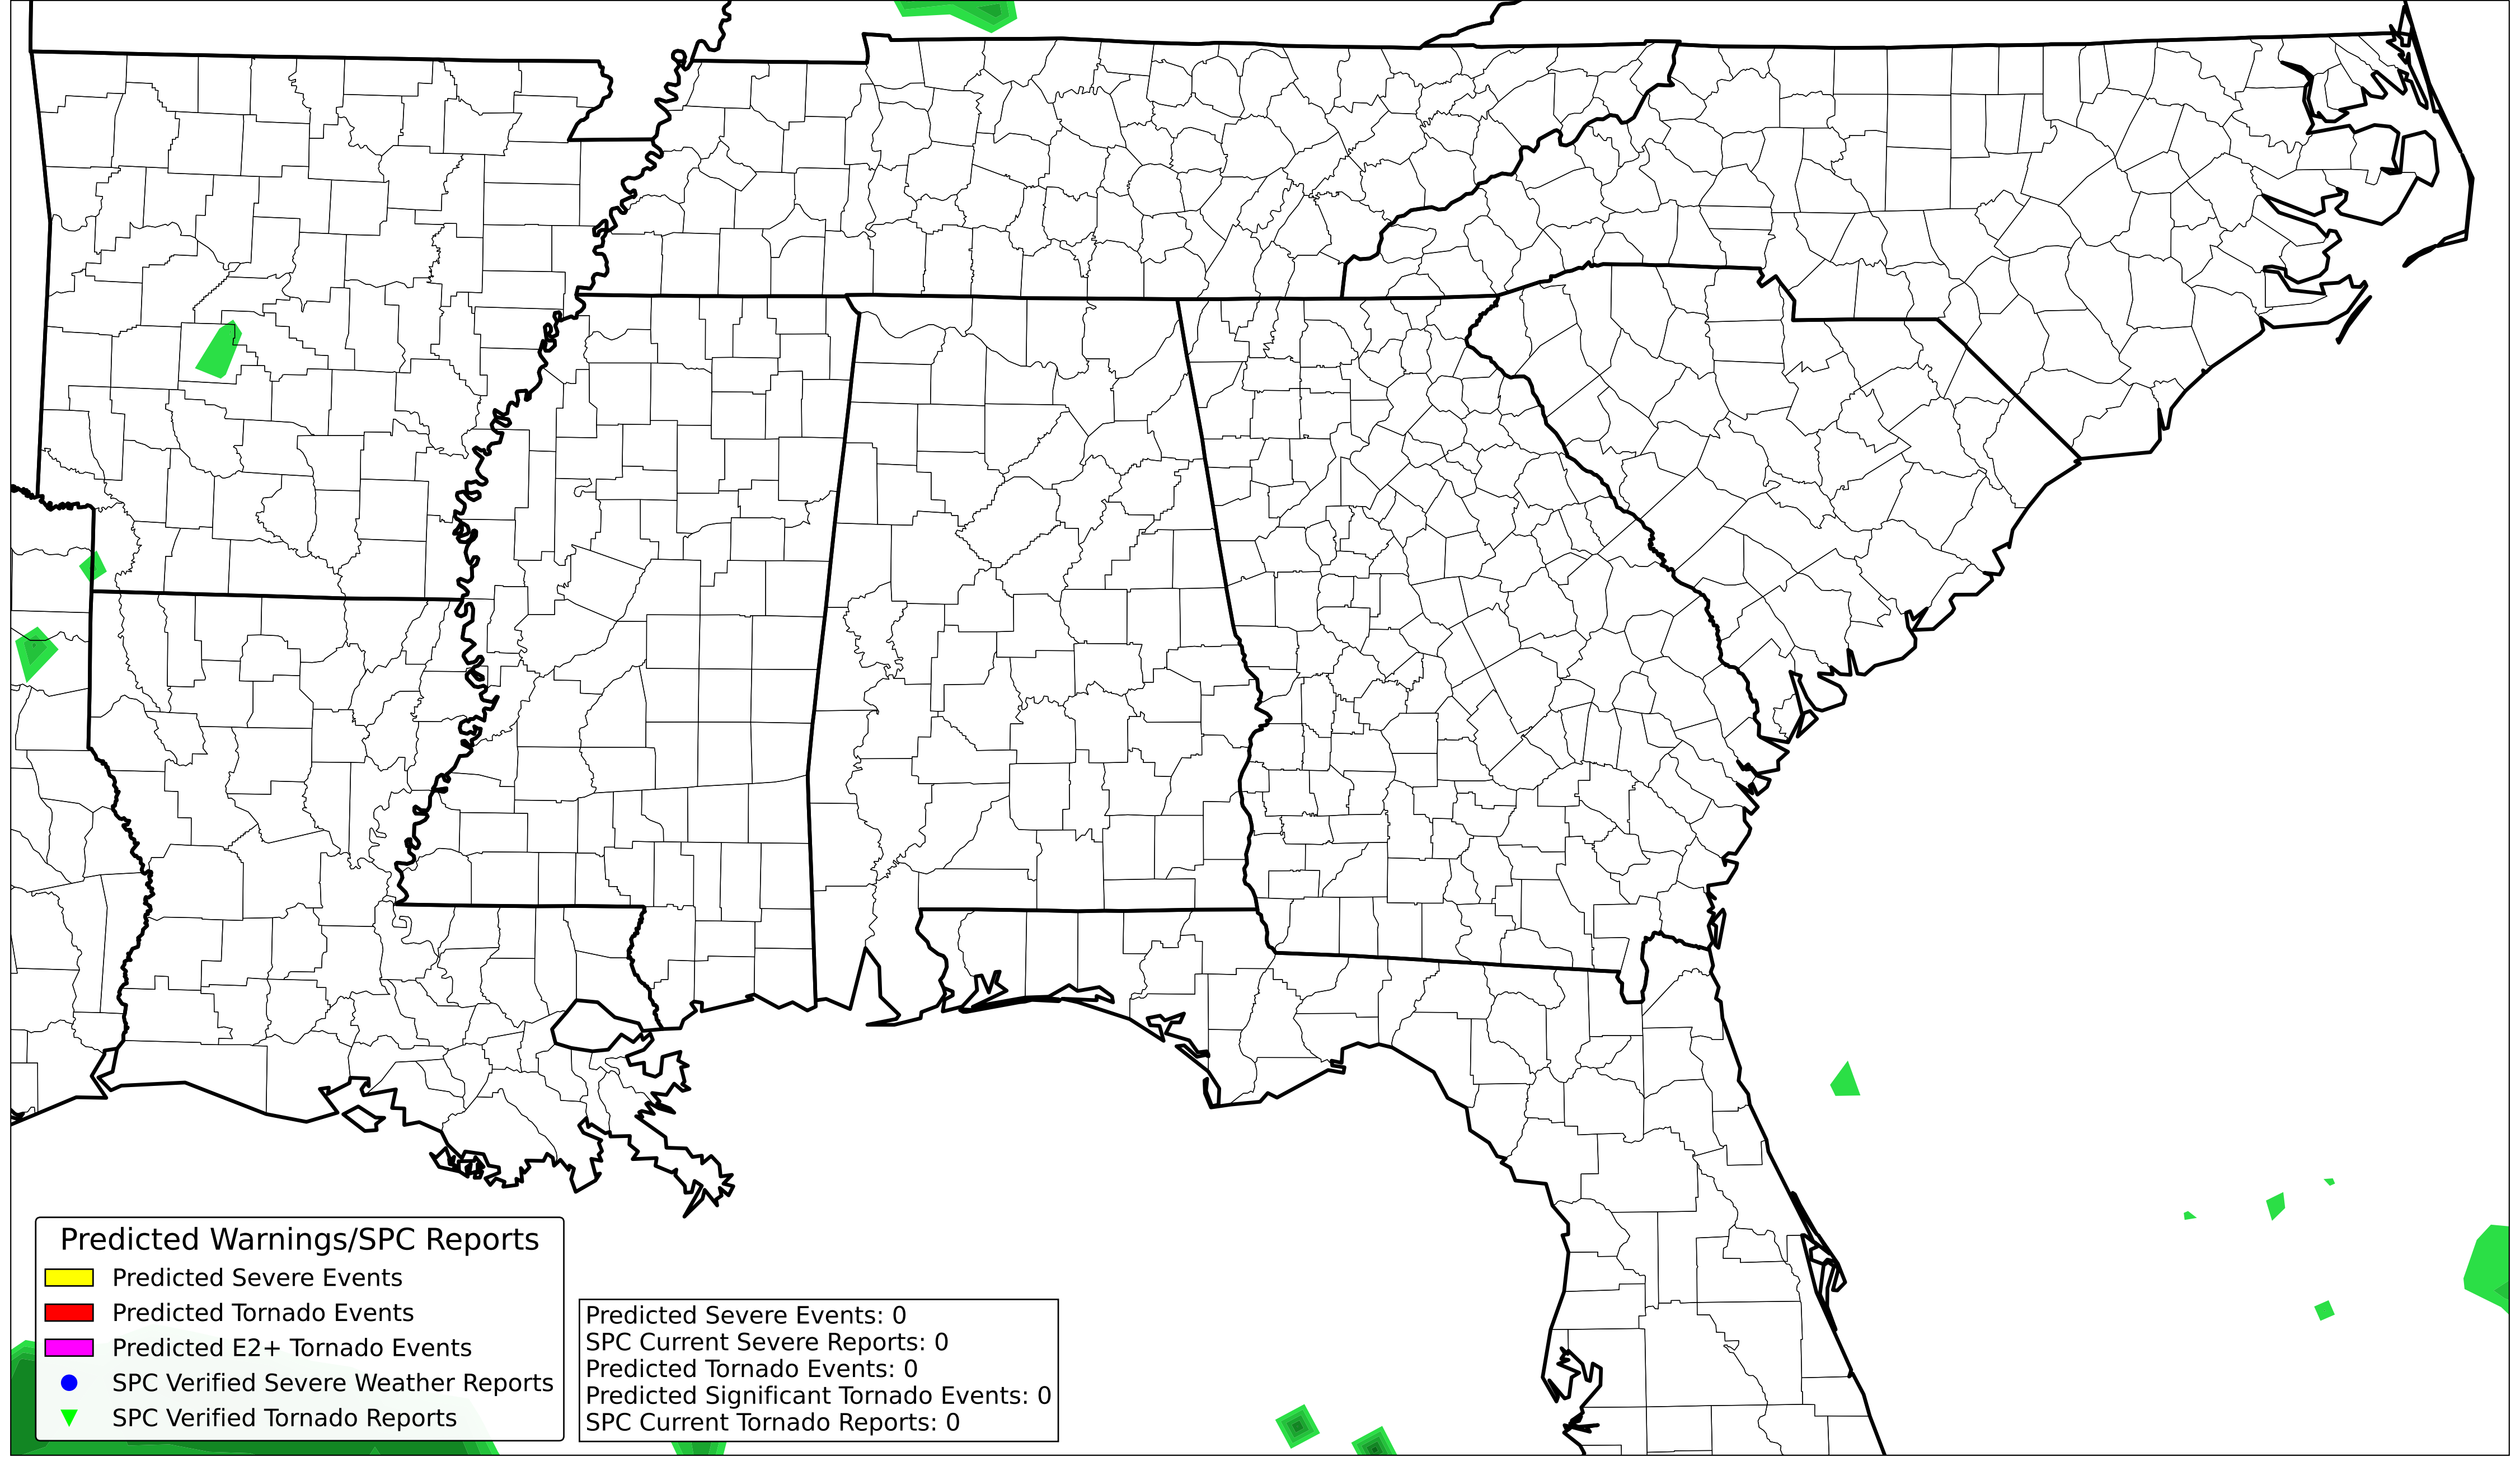 Predicted Warnings/SPC Reports
Predicted Severe Events
Predicted Tornado Events
Predicted E2+ Tornado Events
SPC Verified Severe Weather Reports
SPC Verified Tornado Reports
Predicted Severe Events: 0
SPC Current Severe Reports: 0
Predicted Tornado Events: 0
Predicted Significant Tornado Events: 0
SPC Current Tornado Reports: 0